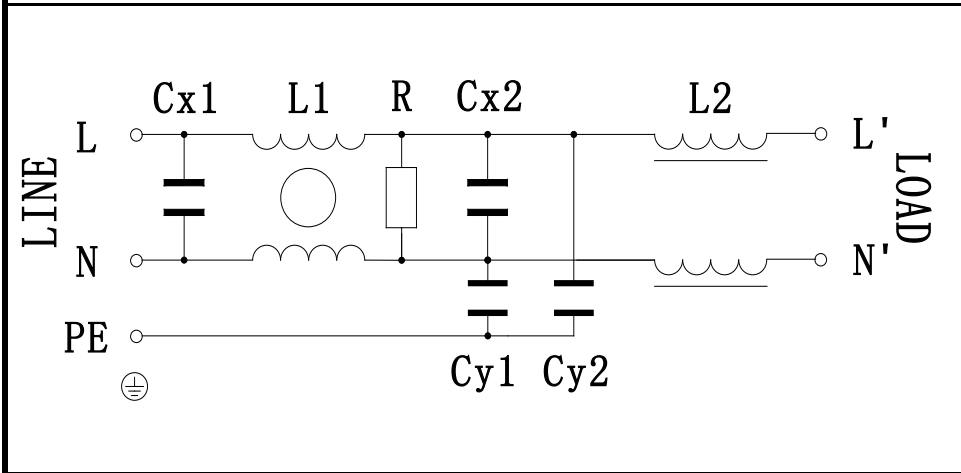 Cx1 L1 R Cx2 L2
L L'
LINE LOAD
N N'
PE
Cy1 Cy2